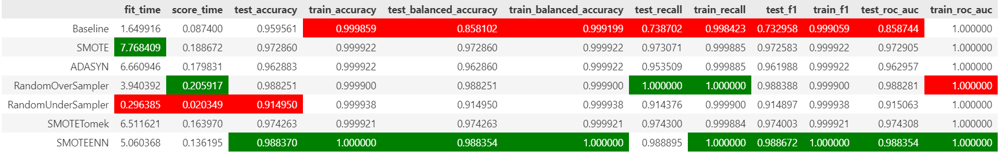 fit_time score_time test_accuracy train_accuracy test_balanced_accuracy train_balanced_accuracy test_recall train_recall test_f1 train_f1 test_roc_auc train_roc_auc
Baseline 1.649916 0.087400 0.959561 0.999859 0.858102 0.999199 0.738702 0.998423 0.732958 0.999059 0.858744 1.000000
SMOTE 7.768409 0.188672 0.972860 0.999922 0.972860 0.999922 0.973071 0.999885 0.972583 0.999922 0.972905 1.000000
ADASYN 6.660946 0.179831 0.962883 0.999922 0.962860 0.999922 0.953509 0.999885 0.961988 0.999922 0.962957 1.000000
RandomOverSampler 3.940392 0.205917 0.988251 0.999900 0.988251 0.999900 1.000000 1.000000 0.988388 0.999900 0.988281 1.000000
RandomUnderSampler 0.296385 0.020349 0.914950 0.999938 0.914950 0.999938 0.914376 0.999900 0.914897 0.999938 0.915063 1.000000
SMOTETomek 6.511621 0.163970 0.974263 0.999921 0.974263 0.999921 0.974300 0.999884 0.974003 0.999921 0.974308 1.000000
SMOTEENN 5.060368 0.136195 0.988370 1.000000 0.988354 1.000000 0.988895 1.000000 0.988672 1.000000 0.988354 1.000000